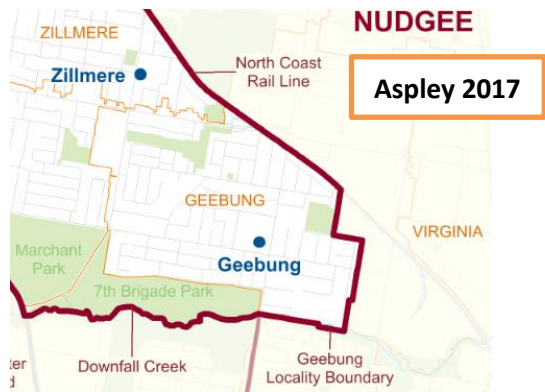 NUDGEE
ZILLMERE
Zillmere
North Coast
Rail Line
Aspley 2017
GEEBUNG
VIRGINIA
Geebung
Marchant
Park
7th Brigade Park
Downfall Creek
Geebung
Locality Boundary